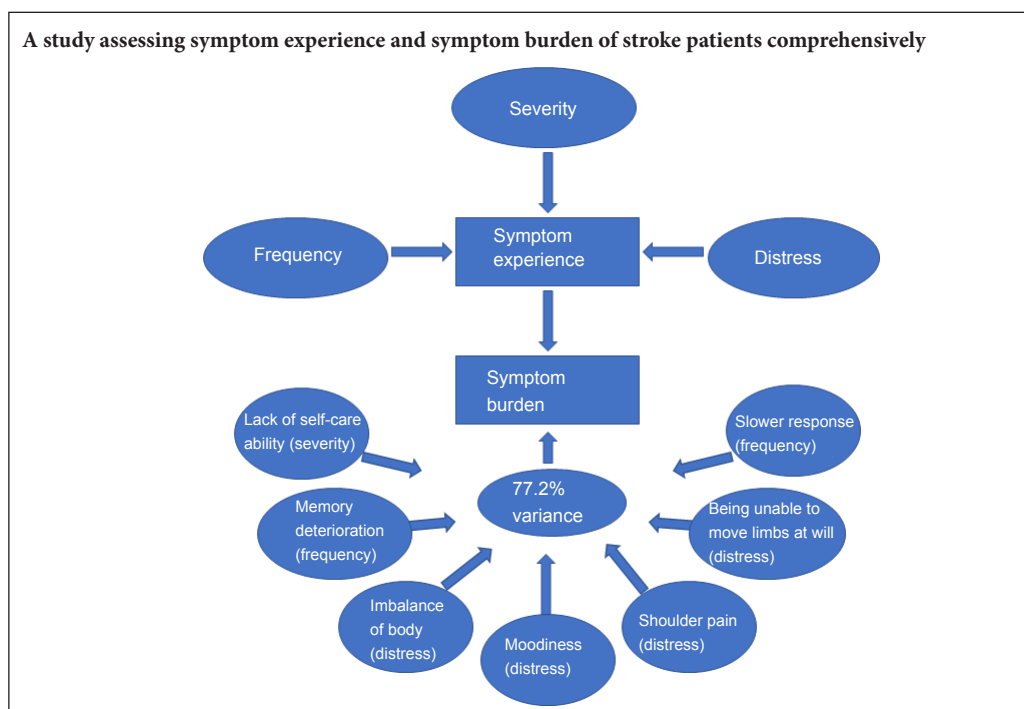 A study assessing symptom experience and symptom burden of stroke patients comprehensively
Severity
Frequency
Symptom
experience
Distress
Symptom
burden
Lack of self-care
ability (severity)
Slower response
(frequency)
77.2%
variance
Memory
deterioration
(frequency)
Being unable to
move limbs at will
(distress)
Imbalance
of body
(distress)
Moodiness
(distress)
Shoulder pain
(distress)